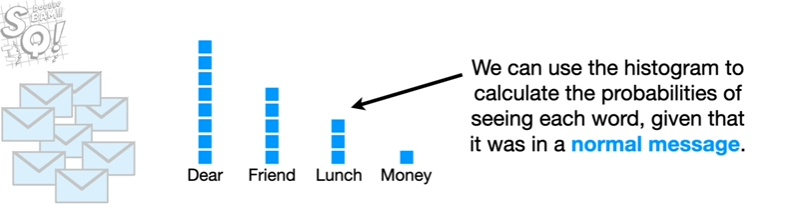 We can use the histogram to
calculate the probabilities of
seeing each word, given that
it was in a normal message.
Dear Friend Lunch Money